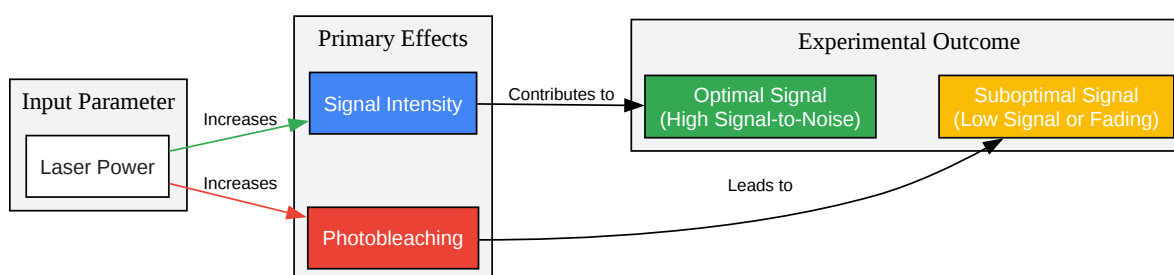 Input Parameter
Laser Power
Increases
Increases
Primary Effects
Signal Intensity
Photobleaching
Contributes to
Leads to
Experimental Outcome
Optimal Signal
(High Signal-to-Noise)
Suboptimal Signal
(Low Signal or Fading)